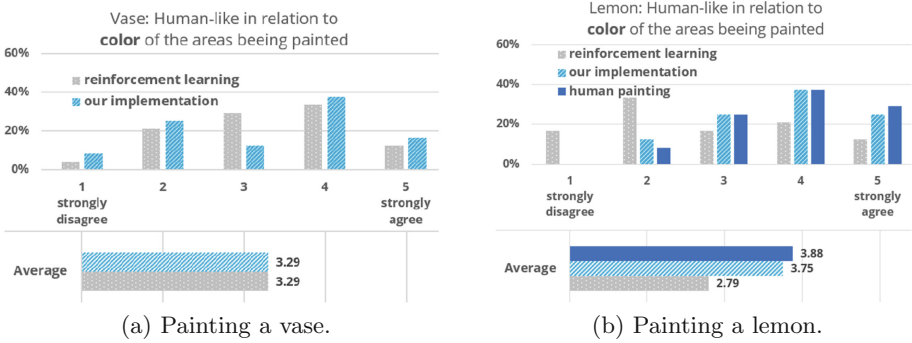 Vase: Human-like in relation to
color of the areas beeing painted
60%
reinforcement learning
40%
our implementation
20%
0%
1 2 3 4 5
strongly strongly
disagree agree
Average
3.29
3.29
(a) Painting a vase.
Lemon: Human-like in relation to
color of the areas beeing painted
60%
reinforcement learning
our implementation
40%
human painting
20%
0%
1 2 3 4 5
strongly strongly
disagree agree
Average
3.88
3.75
2.79
(b) Painting a lemon.